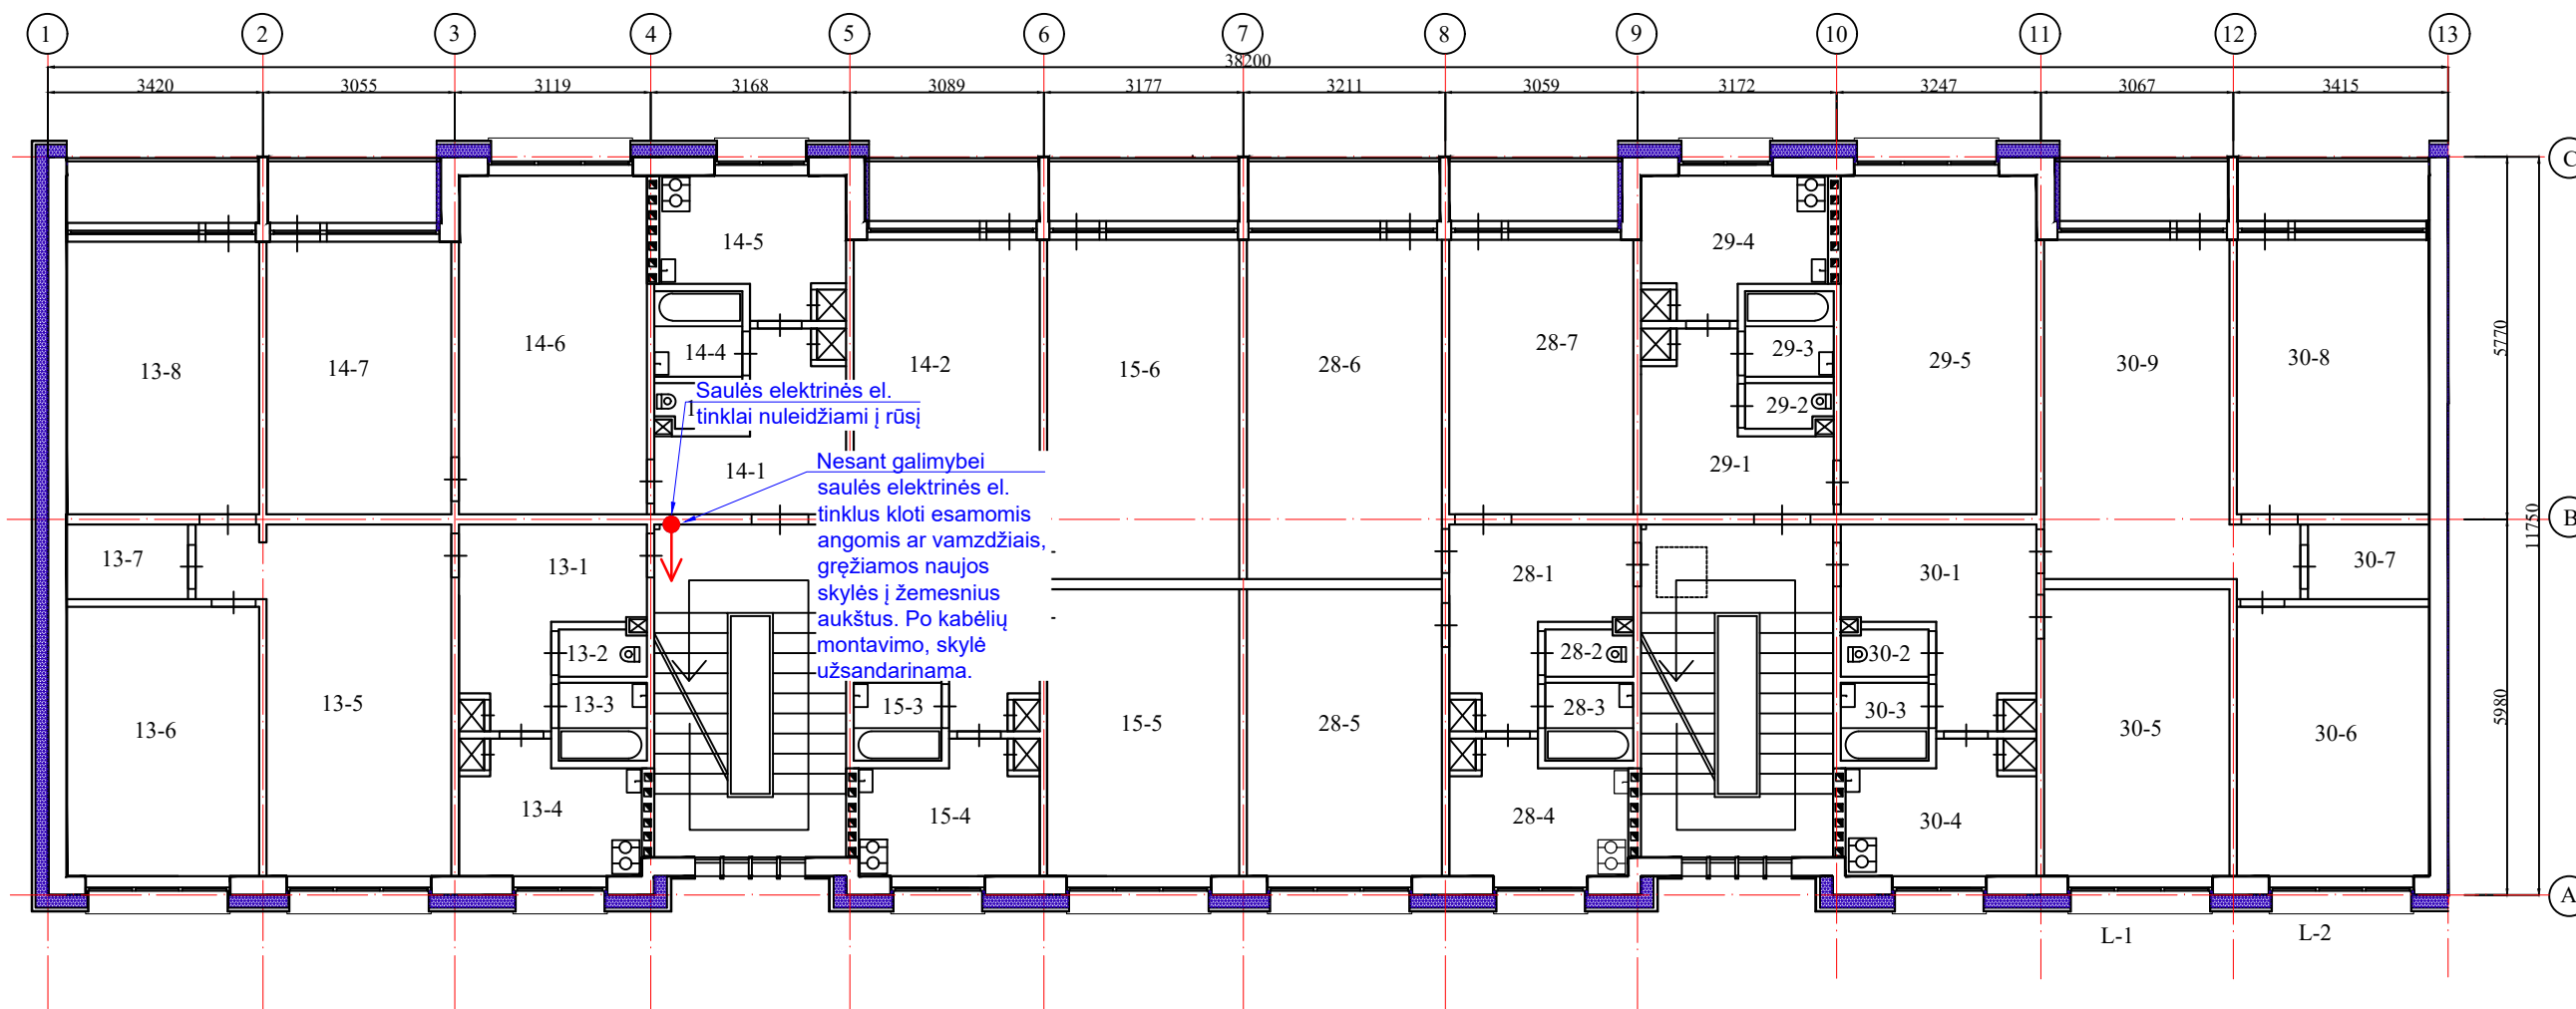 1 2 3 4 5 6 7 8 9 10 11 12 13
38200
3420 3055 3119 3168 3089 3177 3211 3059 3172 3247 3067 3415
C
14-5 29-4
14-6 28-7
14-4 29-3
13-8 14-7 14-2 15-6 28-6 29-5 30-9 30-8
5770
Saulės elektrinės el.
tinklai nuleidžiami į rūsį
29-2
14-1 29-1
Nesant galimybei
saulės elektrinės el.
tinklus kloti esamomis
angomis ar vamzdžiais,
gręžiamos naujos
skylės į žemesnius
aukštus. Po kabėlių
montavimo, skylė
užsandarinama.
B
11750
13-7 13-1 28-1 30-1 30-7
13-2 28-2 30-2
13-6 13-5 13-3 15-3 15-5 28-5 28-3 30-3 30-5 30-6
5980
13-4 15-4 28-4 30-4
A
L-1 L-2